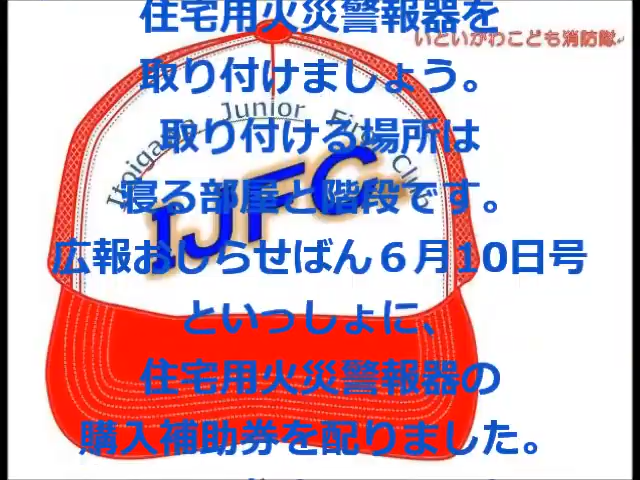 住宅用火災警報器を
いといがわこども消防隊
取り付けましょう。
Itoigawa Junior Fire Club
取り付ける場所は
寝る部屋と階段です。
IJFC
広報おしらせばん６月10日号
といっしょに、
住宅用火災警報器の
購入補助券を配りました。